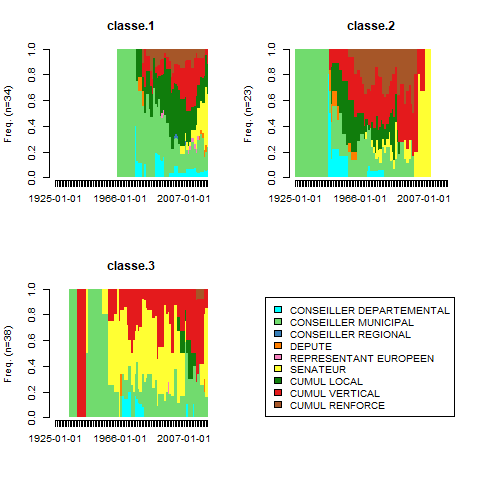 classe.1
Freq. (n=34)
0.0 0.2 0.4 0.6 0.8 1.0
1925-01-01 1966-01-01 2007-01-01
classe.2
Freq. (n=23)
0.0 0.2 0.4 0.6 0.8 1.0
1925-01-01 1966-01-01 2007-01-01
classe.3
Freq. (n=38)
0.0 0.2 0.4 0.6 0.8 1.0
1925-01-01 1966-01-01 2007-01-01
CONSEILLER DEPARTEMENTAL
CONSEILLER MUNICIPAL
CONSEILLER REGIONAL
DEPUTE
REPRESENTANT EUROPEEN
SENATEUR
CUMUL LOCAL
CUMUL VERTICAL
CUMUL RENFORCE